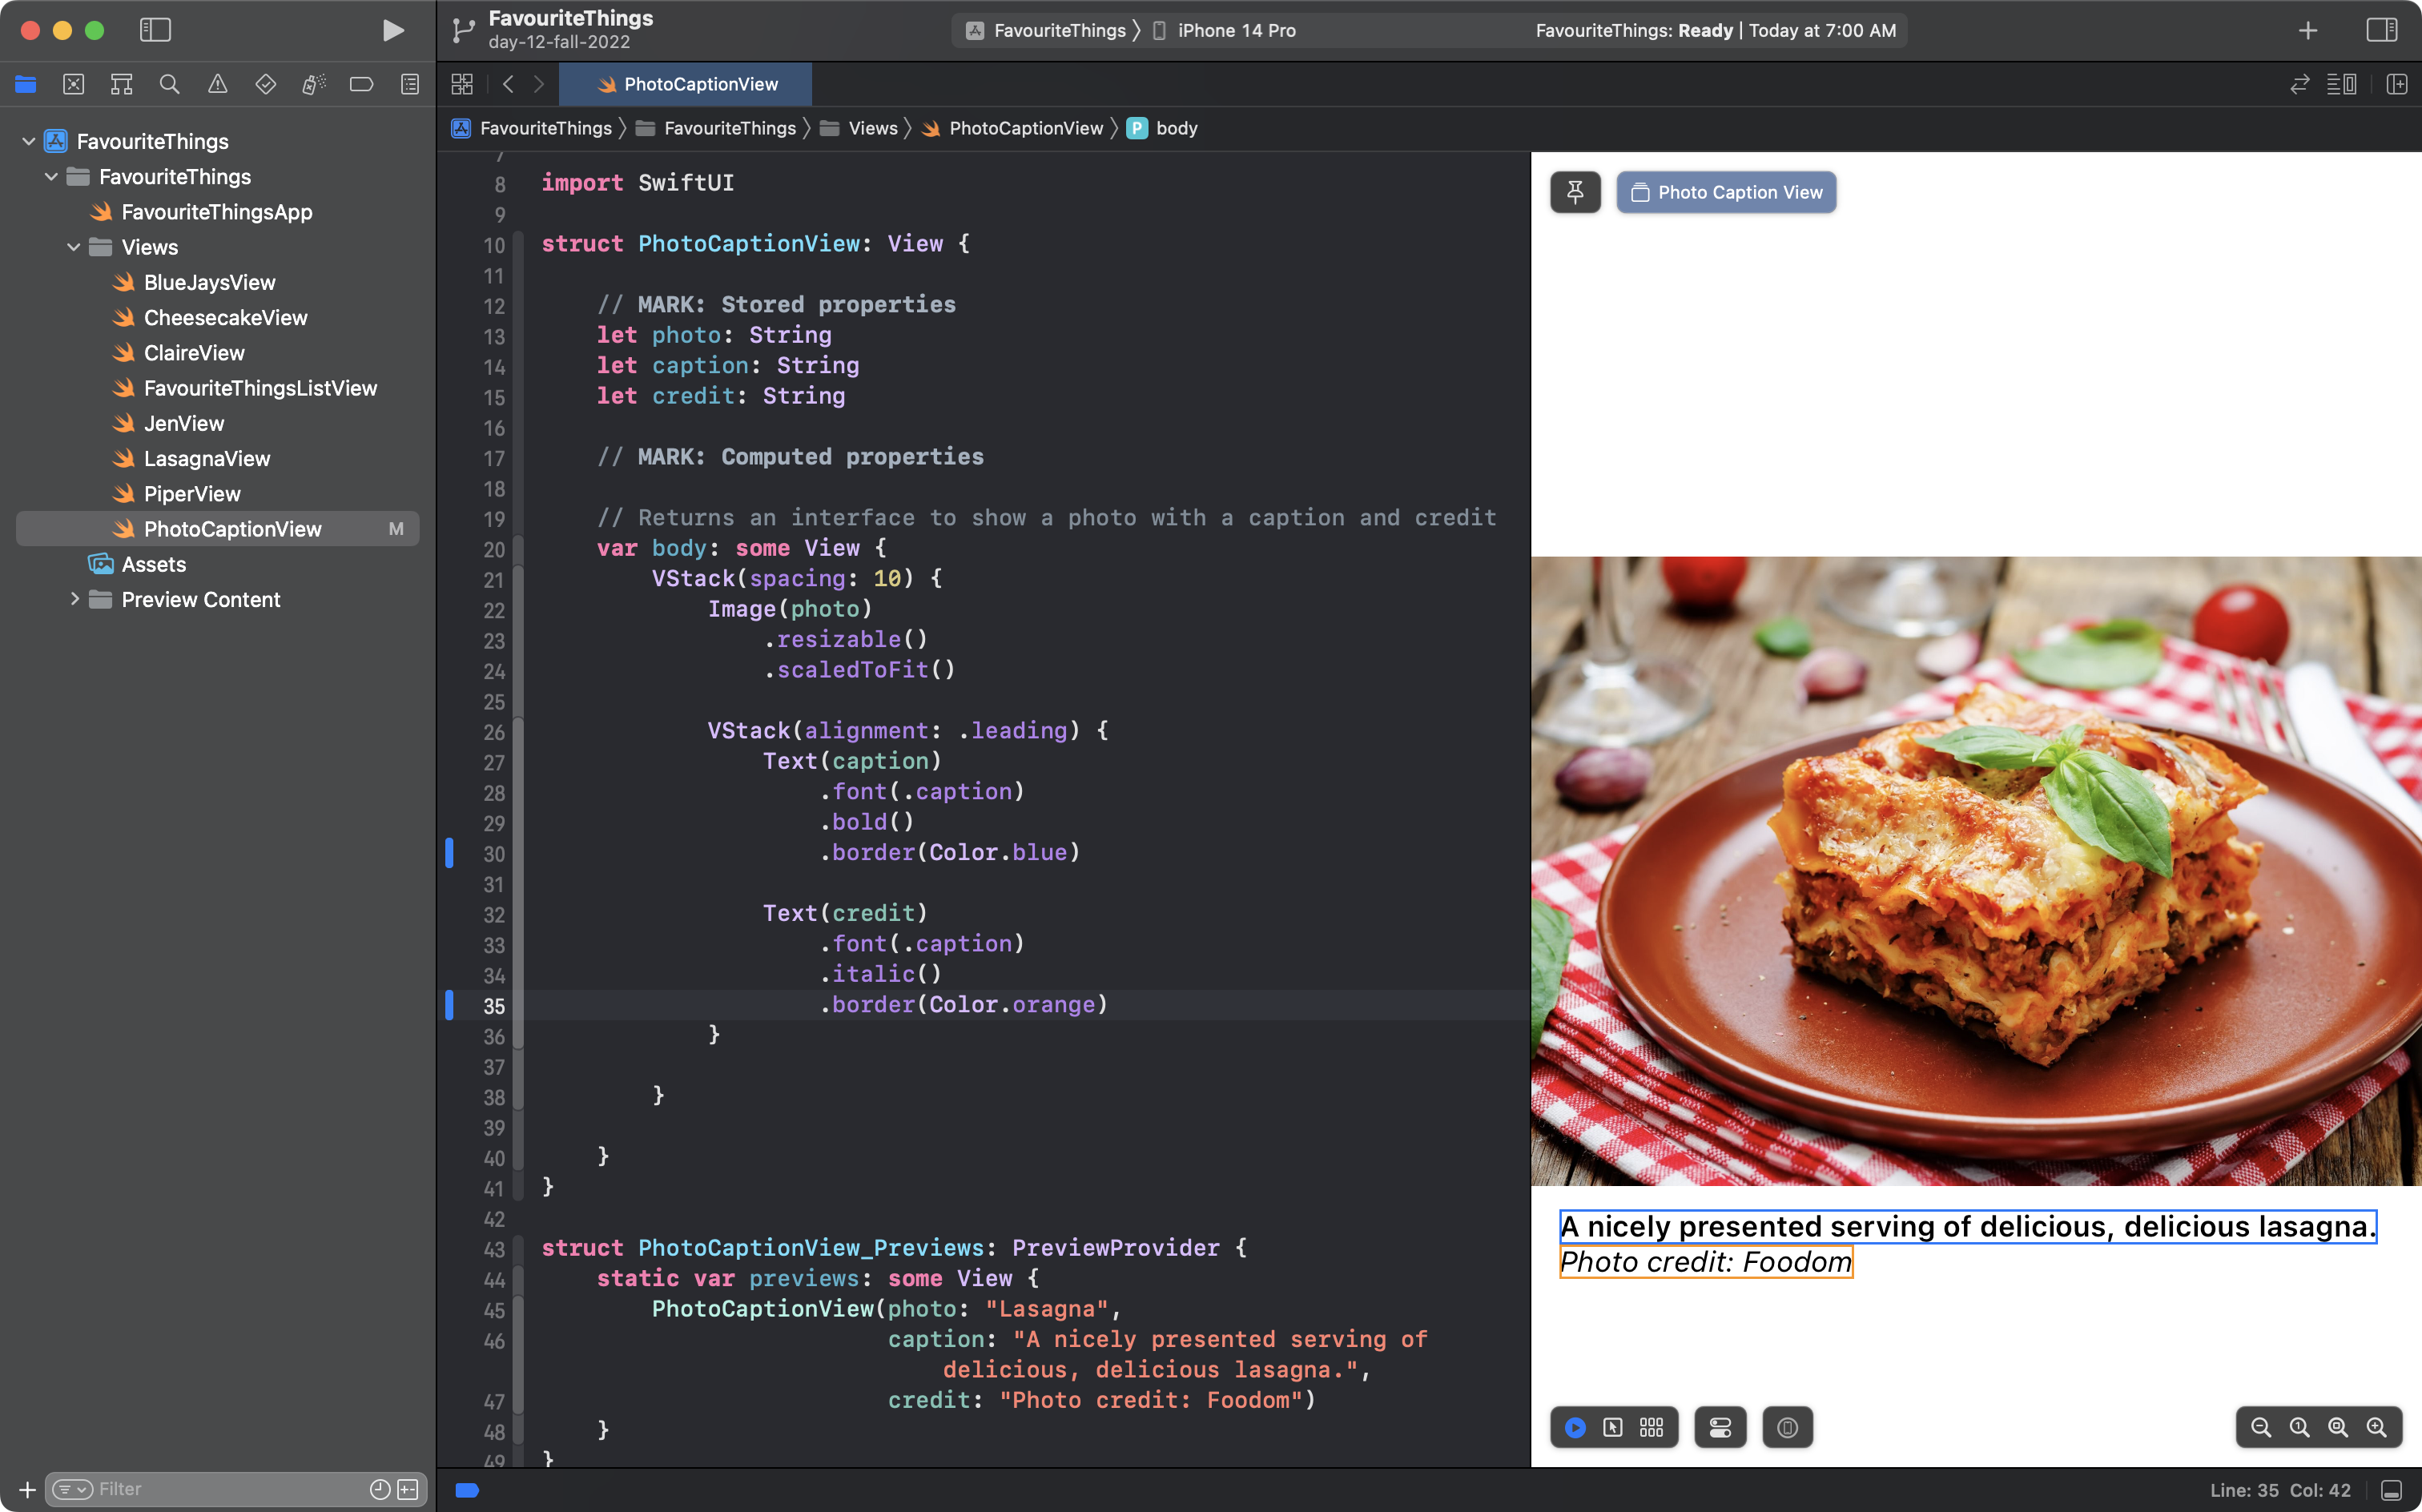 FavouriteThings
day-12-fall-2022
FavouriteThings
iPhone 14 Pro
FavouriteThings: Ready | Today at 7:00 AM
PhotoCaptionView
FavouriteThings
FavouriteThings
Views
PhotoCaptionView
P
body
FavouriteThings
FavouriteThings
FavouriteThingsApp
Views
BlueJaysView
CheesecakeView
ClaireView
FavouriteThingsListView
JenView
LasagnaView
PiperView
PhotoCaptionView M
Assets
Preview Content
Filter
7
8 import SwiftUI
9
10 struct PhotoCaptionView: View {
11
12 // MARK: Stored properties
13 let photo: String
14 let caption: String
15 let credit: String
16
17 // MARK: Computed properties
18
19 // Returns an interface to show a photo with a caption and credit
20 var body: some View {
21 VStack(spacing: 10) {
22 Image(photo)
23 .resizable()
24 .scaledToFit()
25
26 VStack(alignment: .leading) {
27 Text(caption)
28 .font(.caption)
29 .bold()
30 .border(Color.blue)
31
32 Text(credit)
33 .font(.caption)
34 .italic()
35 .border(Color.orange)
36 }
37
38 }
39
40 }
41 }
42
43 struct PhotoCaptionView_Previews: PreviewProvider {
44 static var previews: some View {
45 PhotoCaptionView(photo: "Lasagna",
46 caption: "A nicely presented serving of
delicious, delicious lasagna.",
47 credit: "Photo credit: Foodom")
48 }
49 }
Photo Caption View
A nicely presented serving of delicious, delicious lasagna.
Photo credit: Foodom
1
Line: 35 Col: 42